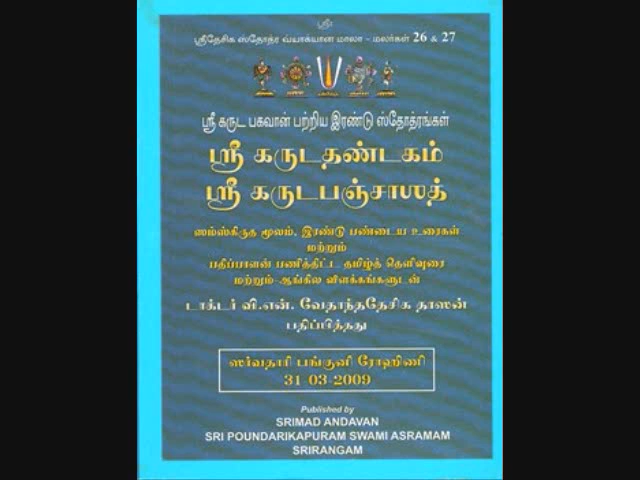 ஸ்ரீ:
ஸ்ரீதேசிக ஸ்தோத்ர வ்யாக்யான மாலா – மலர்கள் 26 & 27
ஸ்ரீ கருட பகவான் பற்றிய இரண்டு ஸ்தோத்ரங்கள்
ஸ்ரீ கருடதண்டகம்
ஸ்ரீ கருடபஞ்சாஸத்
ஸம்ஸ்கிருத மூலம், இரண்டு பண்டைய உரைகள்
மற்றும்
பதிப்பாளன் பணித்திட்ட தமிழ்த் தெளிவுரை
மற்றும்-ஆங்கில விளக்கங்களுடன்
டாக்டர் வி.என். வேதாந்ததேசிக தாஸன்
பதிப்பித்தது
ஸர்வதாரி பங்குனி ரோஹிணி
31-03-2009
Published by
SRIMAD ANDAVAN
SRI POUNDARIKAPURAM SWAMI ASRAMAM
SRIRANGAM